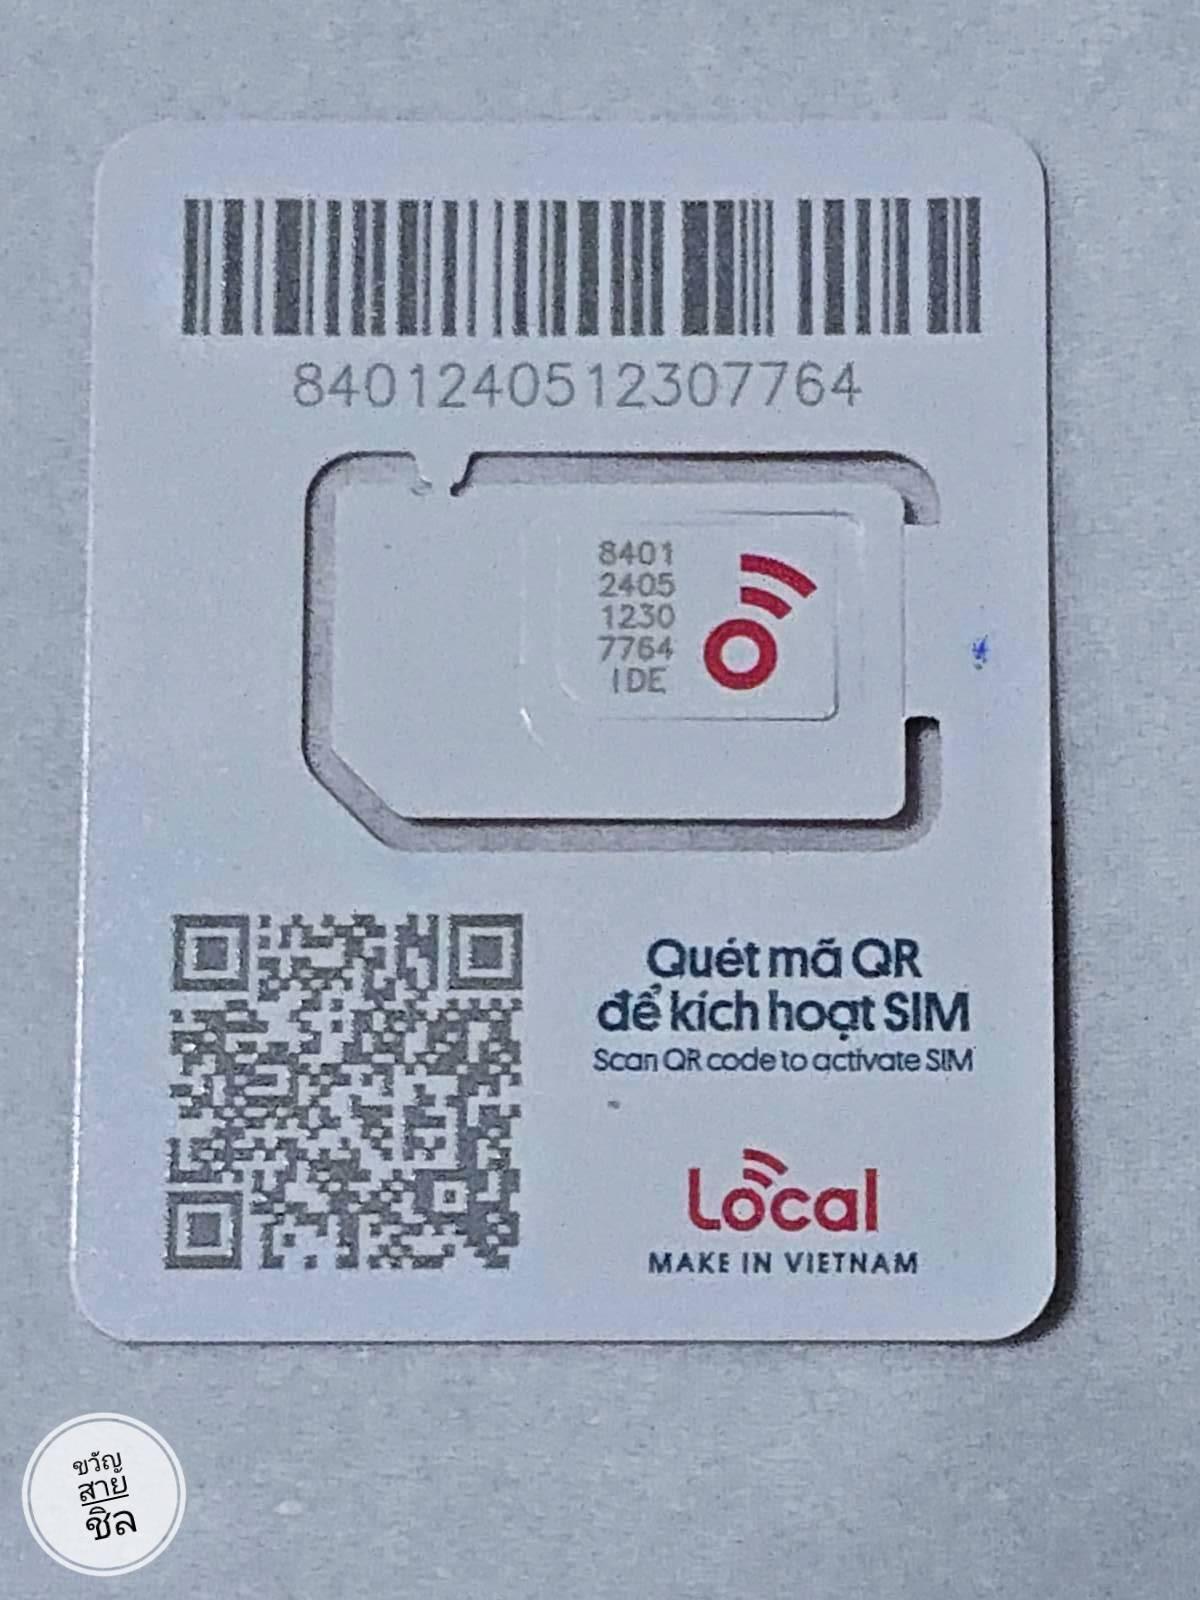 8401240512307764
8401
2405
1230
7764
IDE
Quét mã QR
để kích hoạt SIM
Scan QR code to activate SIM
Local
MAKE IN VIETNAM
ขวัญ
สาย
ชิล